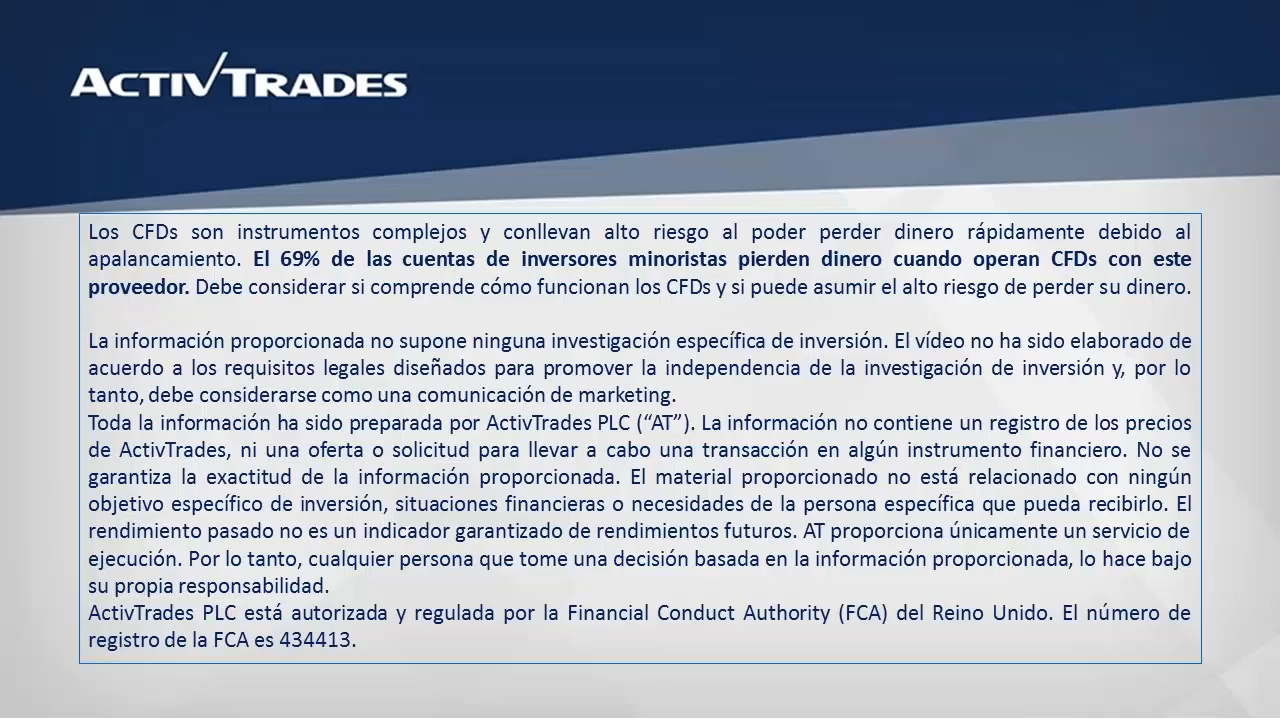 ACTIVTRADES
Los CFDs son instrumentos complejos y conllevan alto riesgo al poder perder dinero rápidamente debido al
apalancamiento. El 69% de las cuentas de inversores minoristas pierden dinero cuando operan CFDs con este
proveedor. Debe considerar si comprende cómo funcionan los CFDs y si puede asumir el alto riesgo de perder su dinero.
La información proporcionada no supone ninguna investigación específica de inversión. El vídeo no ha sido elaborado de
acuerdo a los requisitos legales diseñados para promover la independencia de la investigación de inversión y, por lo
tanto, debe considerarse como una comunicación de marketing.
Toda la información ha sido preparada por ActivTrades PLC (“AT”). La información no contiene un registro de los precios
de ActivTrades, ni una oferta o solicitud para llevar a cabo una transacción en algún instrumento financiero. No se
garantiza la exactitud de la información proporcionada. El material proporcionado no está relacionado con ningún
objetivo específico de inversión, situaciones financieras o necesidades de la persona específica que pueda recibirlo. El
rendimiento pasado no es un indicador garantizado de rendimientos futuros. AT proporciona únicamente un servicio de
ejecución. Por lo tanto, cualquier persona que tome una decisión basada en la información proporcionada, lo hace bajo
su propia responsabilidad.
ActivTrades PLC está autorizada y regulada por la Financial Conduct Authority (FCA) del Reino Unido. El número de
registro de la FCA es 434413.